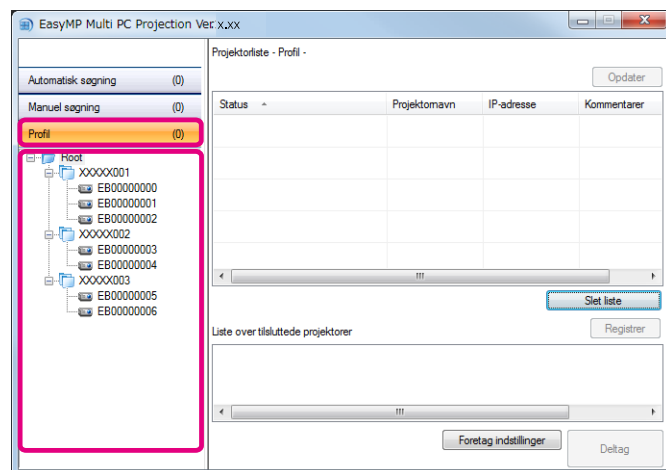 EasyMP Multi PC Projection Ver.x.xx
Projektorliste - Profil -
Opdater
Automatisk søgning (0)
Manuel søgning (0)
Profil (0)
Root
XXXXX001
EB00000000
EB00000001
EB00000002
XXXXX002
EB00000003
EB00000004
XXXXX003
EB00000005
EB00000006
Status Projektornavn IP-adresse Kommentarer
Slet liste
Registrer
Liste over tilsluttede projektorer
Foretag indstillinger
Deltag